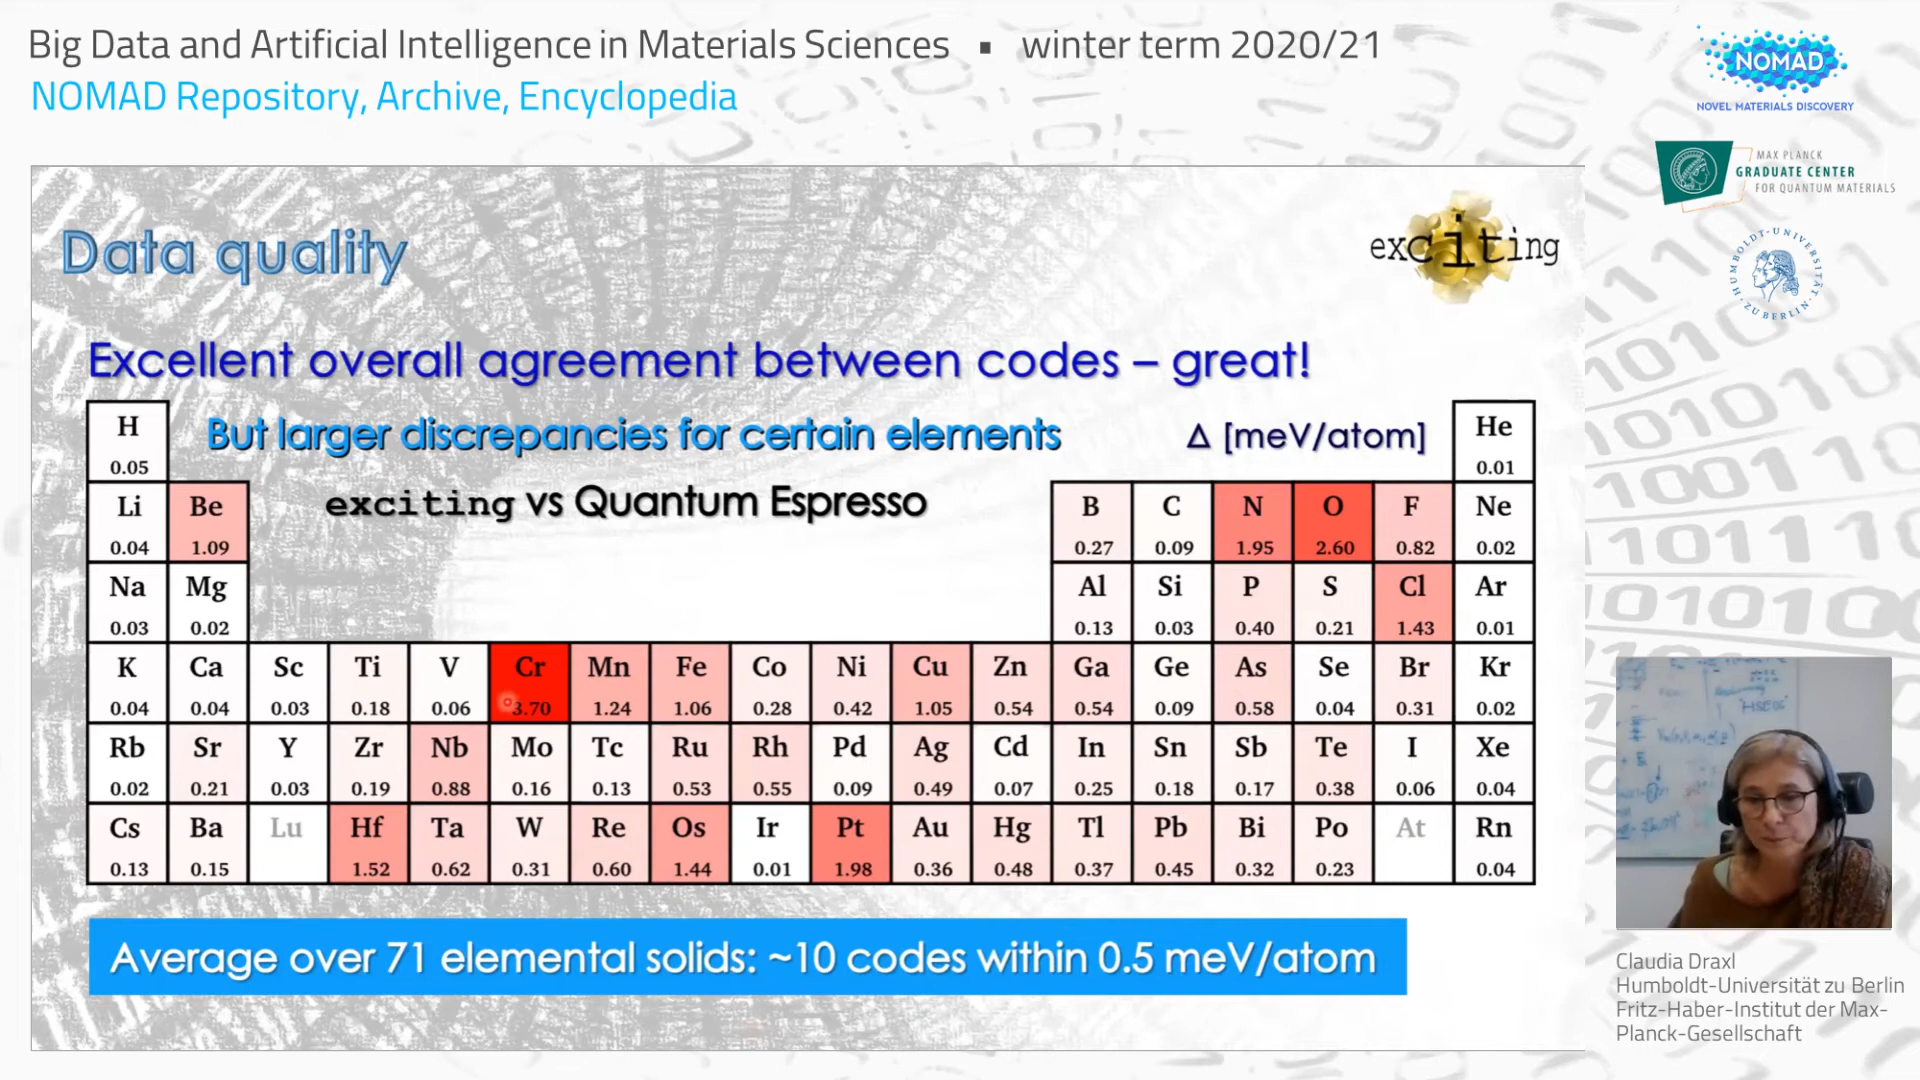 Big Data and Artificial Intelligence in Materials Sciences ▪ winter term 2020/21
NOMAD Repository, Archive, Encyclopedia
NOMAD
NOVEL MATERIALS DISCOVERY
MAX PLANCK
GRADUATE CENTER
FOR QUANTUM MATERIALS
HUMBOLDT-UNIVERSITÄT ZU BERLIN
Data quality
exciting
Excellent overall agreement between codes – great!
But larger discrepancies for certain elements
Δ [meV/atom]
exciting vs Quantum Espresso
H He
0.05 0.01
Li Be B C N O F Ne
0.04 1.09 0.27 0.09 1.95 2.60 0.82 0.02
Na Mg Al Si P S Cl Ar
0.03 0.02 0.13 0.03 0.40 0.21 1.43 0.01
K Ca Sc Ti V Cr Mn Fe Co Ni Cu Zn Ga Ge As Se Br Kr
0.04 0.04 0.03 0.18 0.06 3.70 1.24 1.06 0.28 0.42 1.05 0.54 0.54 0.09 0.58 0.04 0.31 0.02
Rb Sr Y Zr Nb Mo Tc Ru Rh Pd Ag Cd In Sn Sb Te I Xe
0.02 0.21 0.03 0.19 0.88 0.16 0.13 0.53 0.55 0.09 0.49 0.07 0.25 0.18 0.17 0.38 0.06 0.04
Cs Ba Lu Hf Ta W Re Os Ir Pt Au Hg Tl Pb Bi Po At Rn
0.13 0.15 1.52 0.62 0.31 0.60 1.44 0.01 1.98 0.36 0.48 0.37 0.45 0.32 0.23 0.04
Average over 71 elemental solids: ~10 codes within 0.5 meV/atom
Claudia Draxl
Humboldt-Universität zu Berlin
Fritz-Haber-Institut der Max-
Planck-Gesellschaft